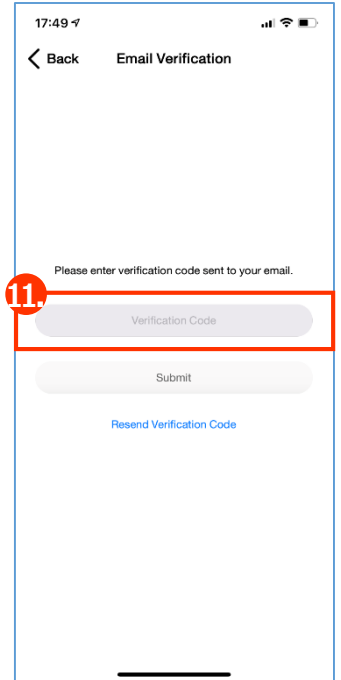 17:49
Back Email Verification
Please enter verification code sent to your email.
11.
Verification Code
Submit
Resend Verification Code